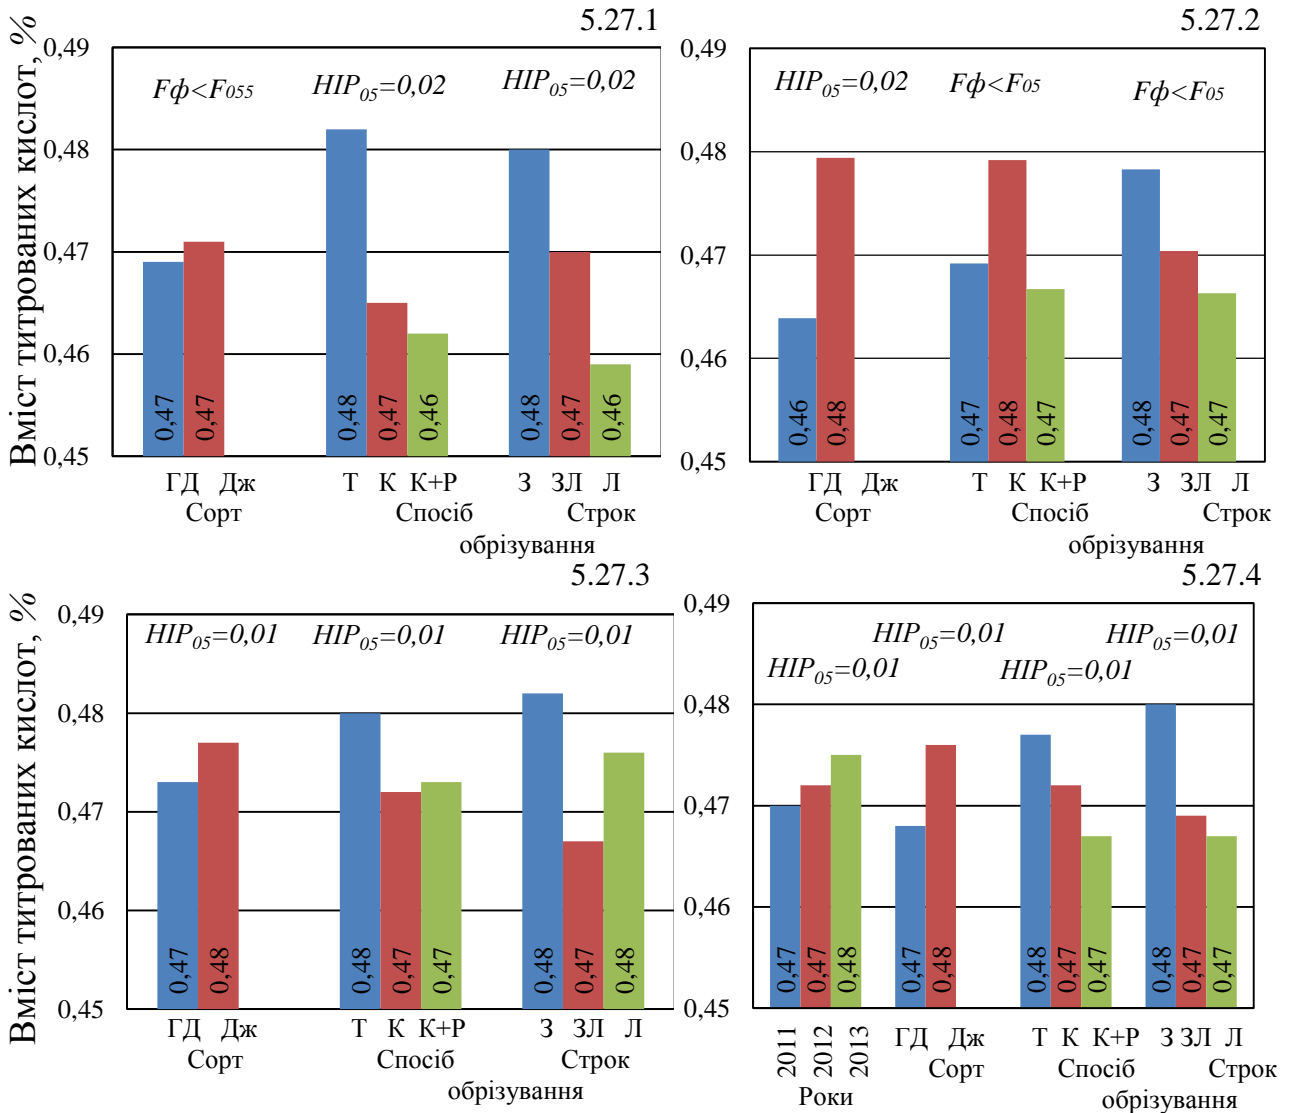 5.27.1
Вміст титрованих кислот, %
0,49
0,48
0,47
0,46
0,45
Fф<F055
НІР05=0,02
НІР05=0,02
0,47
0,47
0,48
0,47
0,46
0,48
0,47
0,46
ГД Дж Т К К+Р З ЗЛ Л
Сорт Спосіб Строк
обрізування
5.27.2
0,49
0,48
0,47
0,46
0,45
НІР05=0,02
Fф<F05
Fф<F05
0,46
0,48
0,47
0,48
0,47
0,48
0,47
0,47
ГД Дж Т К К+Р З ЗЛ Л
Сорт Спосіб Строк
обрізування
5.27.3
Вміст титрованих кислот, %
0,49
0,48
0,47
0,46
0,45
НІР05=0,01
НІР05=0,01
НІР05=0,01
0,47
0,48
0,48
0,47
0,47
0,48
0,47
0,48
ГД Дж Т К К+Р З ЗЛ Л
Сорт Спосіб Строк
обрізування
5.27.4
0,49
0,48
0,47
0,46
0,45
НІР05=0,01
НІР05=0,01
НІР05=0,01
НІР05=0,01
0,47
0,47
0,48
0,47
0,48
0,48
0,47
0,47
0,48
0,47
0,47
2011
2012
2013
ГД Дж Т К К+Р З ЗЛ Л
Роки Сорт Спосіб Строк
обрізування